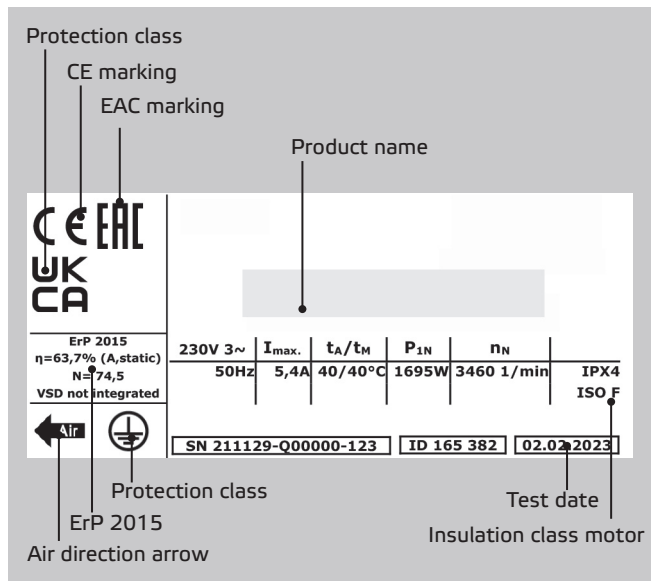 Protection class
CE marking
EAC marking
Product name
CE EAC
UK
CA
ErP 2015
η=63,7% (A,static)
N= 74,5
VSD not integrated
230V 3~ Imax. tA/tM P1N nN
50Hz 5,4A 40/40°C 1695W 3460 1/min IPX4
ISO F
Air
SN 211129-Q00000-123 ID 165 382 02.02.2023
Protection class
Test date
ErP 2015
Insulation class motor
Air direction arrow